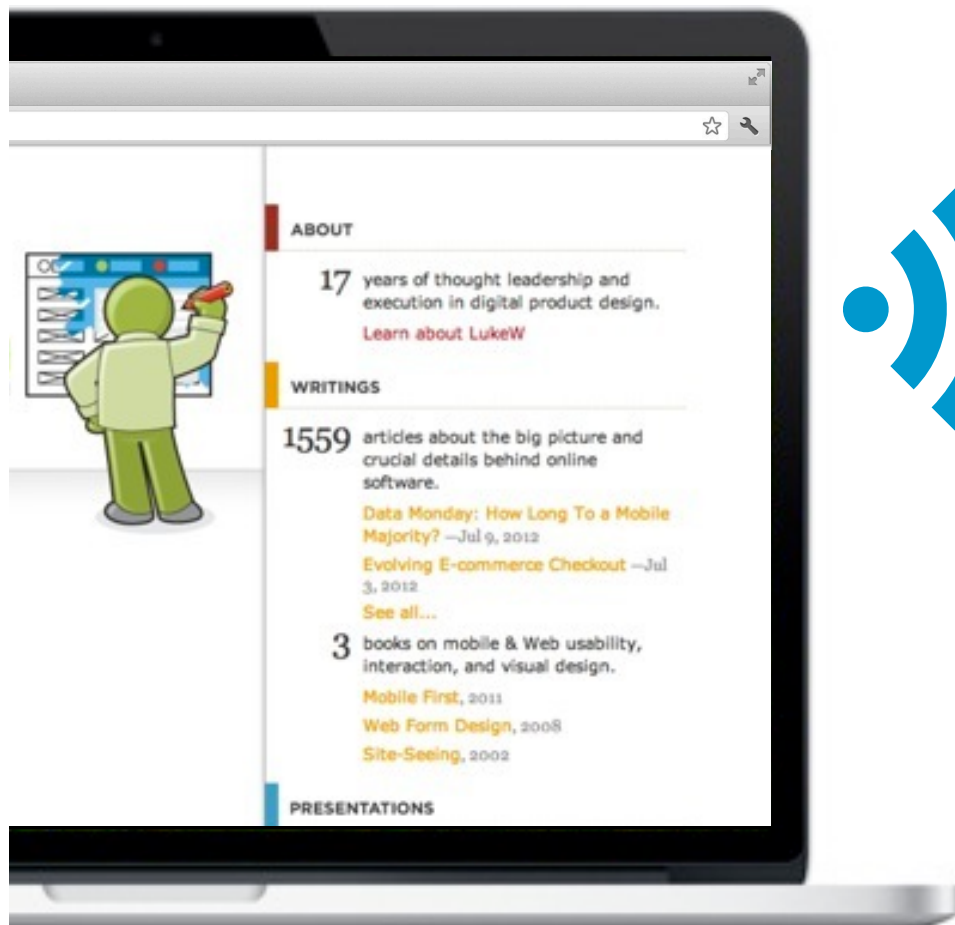 ABOUT
17 years of thought leadership and
execution in digital product design.
Learn about LukeW
WRITINGS
1559 articles about the big picture and
crucial details behind online
software.
Data Monday: How Long To a Mobile
Majority? —Jul 9, 2012
Evolving E-commerce Checkout —Jul
3, 2012
See all...
3 books on mobile & Web usability,
interaction, and visual design.
Mobile First, 2011
Web Form Design, 2008
Site-Seeing, 2002
PRESENTATIONS